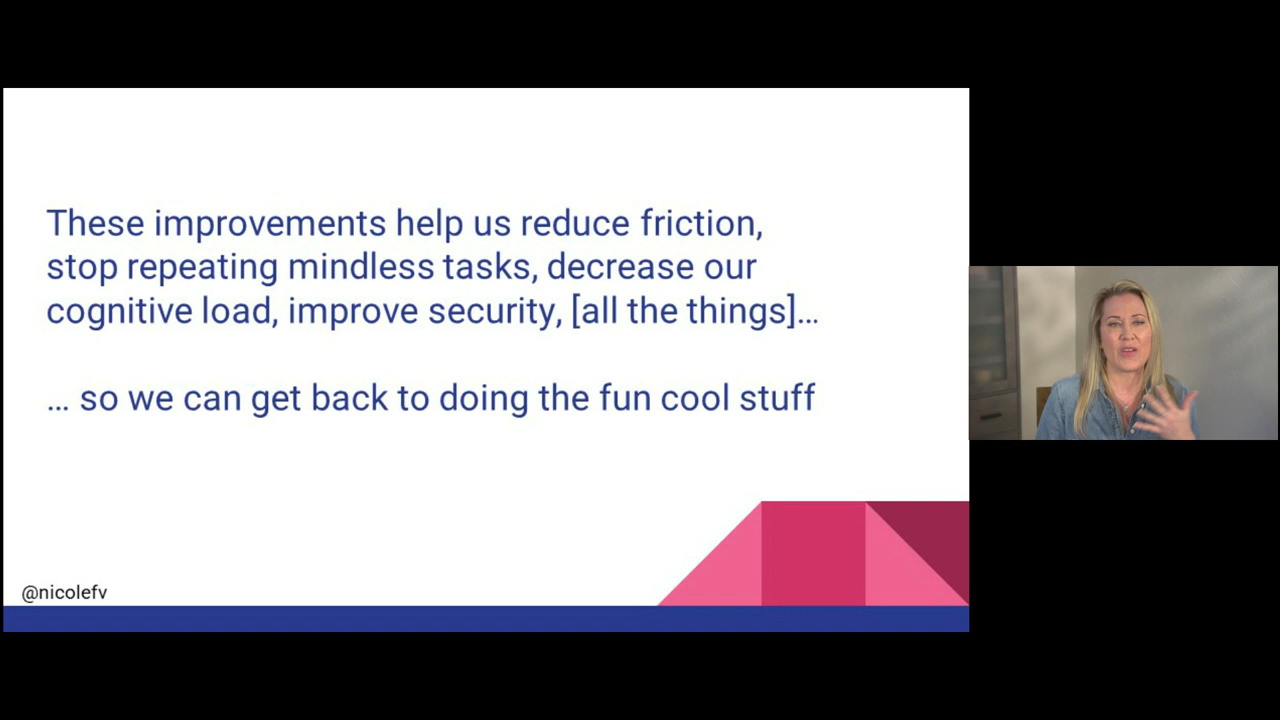 These improvements help us reduce friction,
stop repeating mindless tasks, decrease our
cognitive load, improve security, [all the things]…
… so we can get back to doing the fun cool stuff
@nicolefv